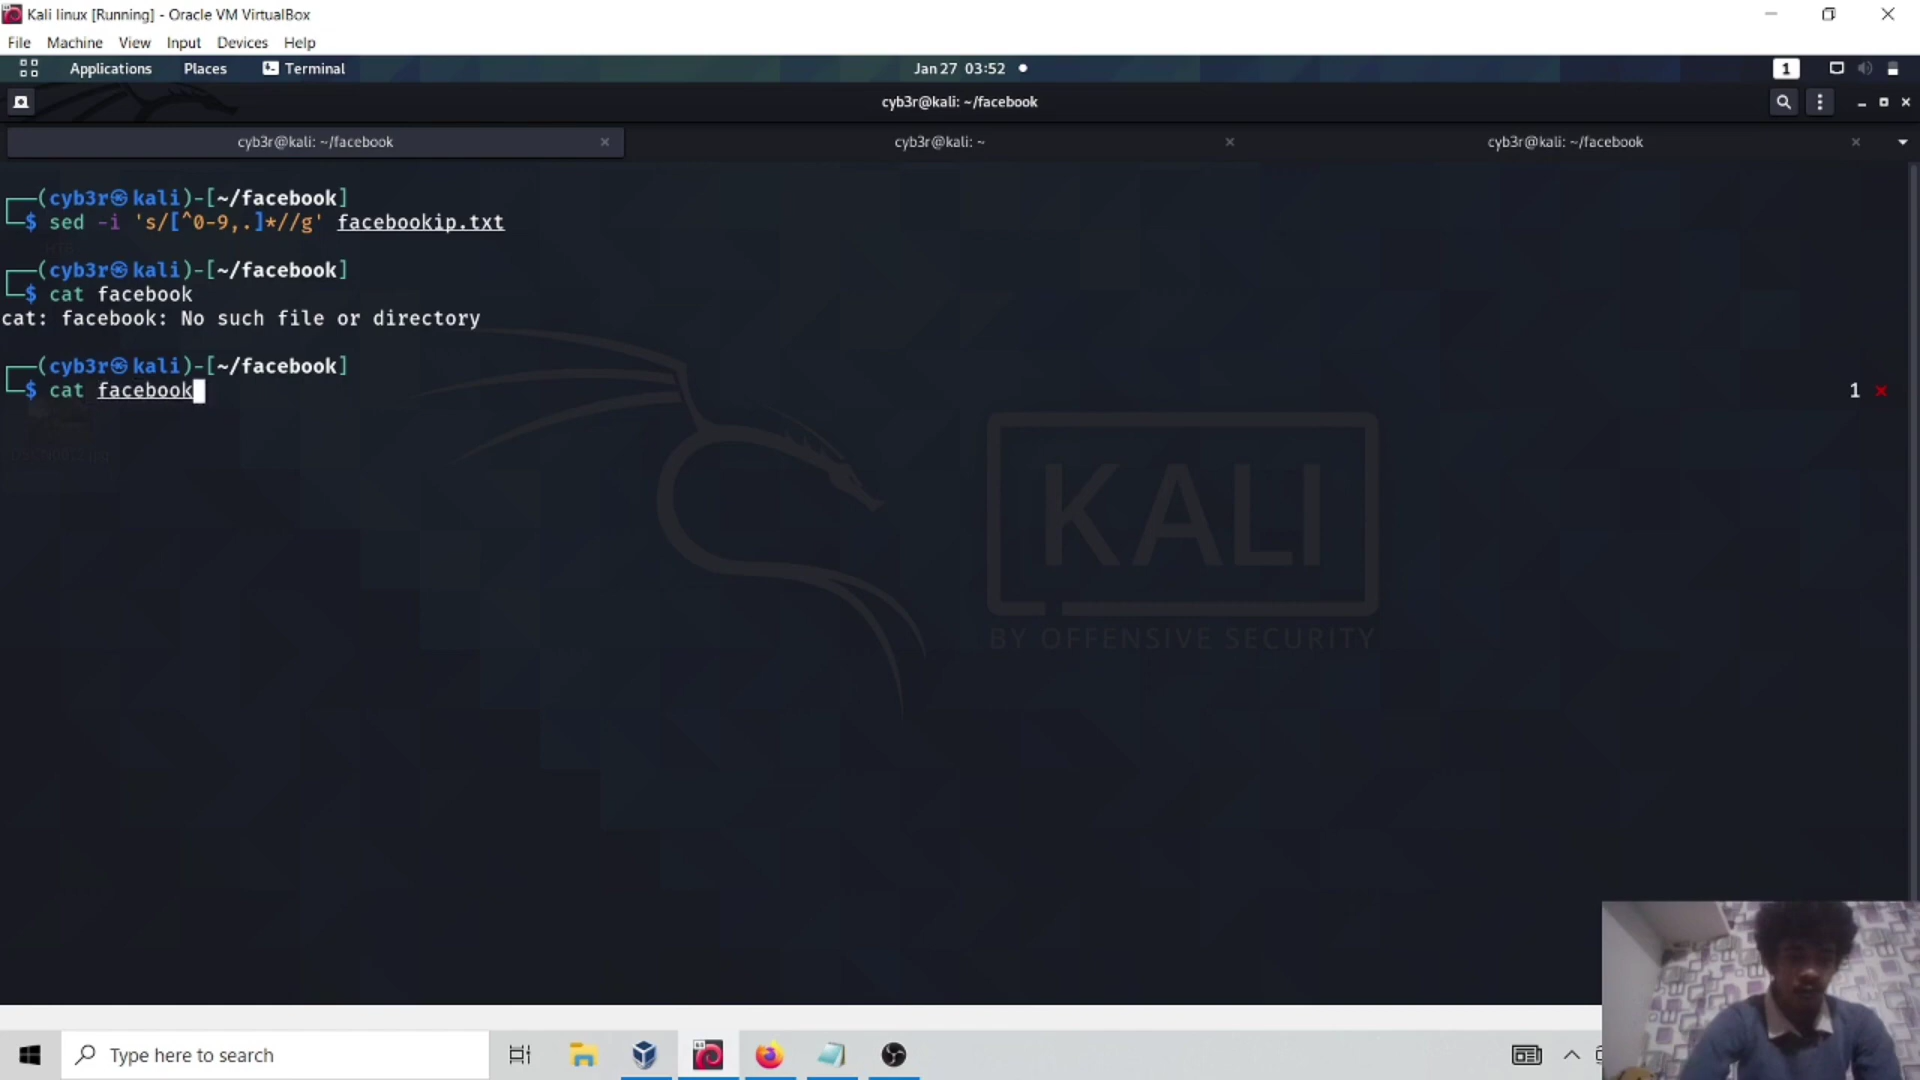 Kali linux [Running] - Oracle VM VirtualBox
File Machine View Input Devices Help
Applications Places Terminal Jan 27 03:52 1
cyb3r@kali: ~/facebook
cyb3r@kali: ~/facebook cyb3r@kali: ~ cyb3r@kali: ~/facebook
(cyb3r㉿kali)-[~/facebook]
$ sed -i 's/[^0-9,.]*//g' facebookip.txt
(cyb3r㉿kali)-[~/facebook]
$ cat facebook
cat: facebook: No such file or directory
(cyb3r㉿kali)-[~/facebook]
$ cat facebook 1 ✕
KALI
BY OFFENSIVE SECURITY
Type here to search